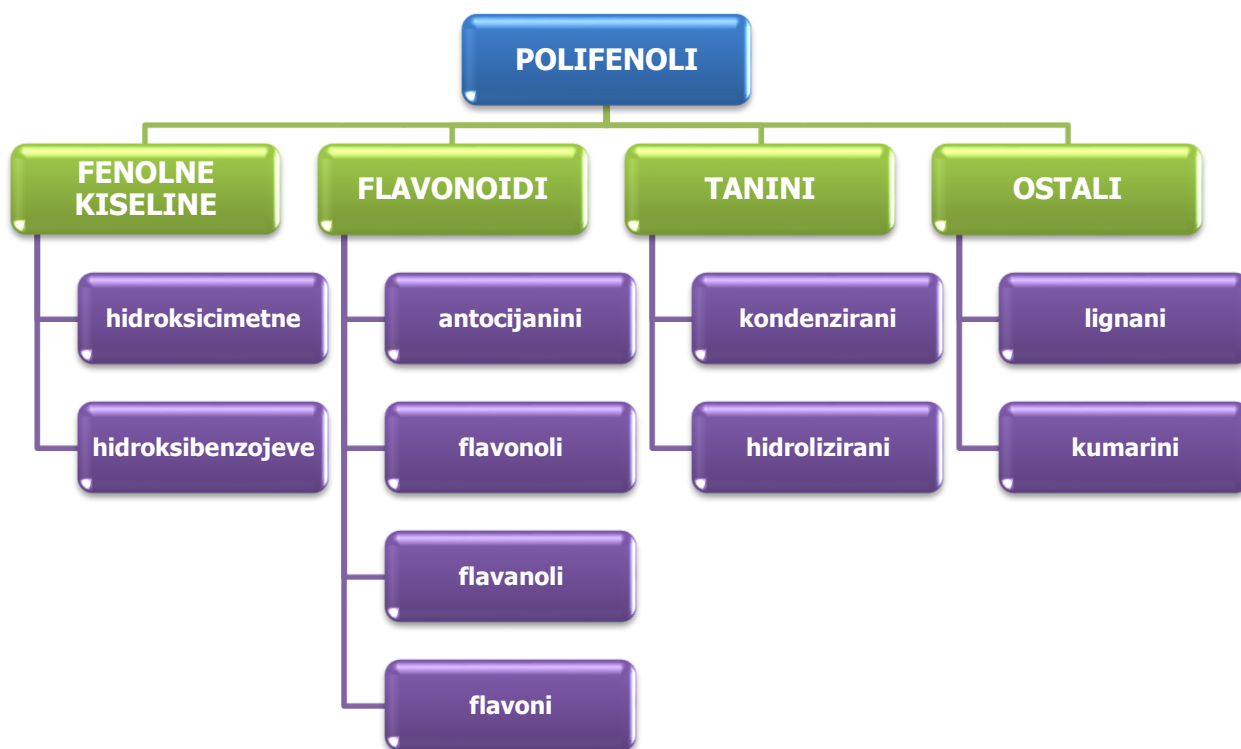 POLIFENOLI
FENOLNE
KISELINE
hidroksicimetne
hidroksibenzojeve
FLAVONOIDI
antocijanini
flavonoli
flavanoli
flavoni
TANINI
kondenzirani
hidrolizirani
OSTALI
lignani
kumarini